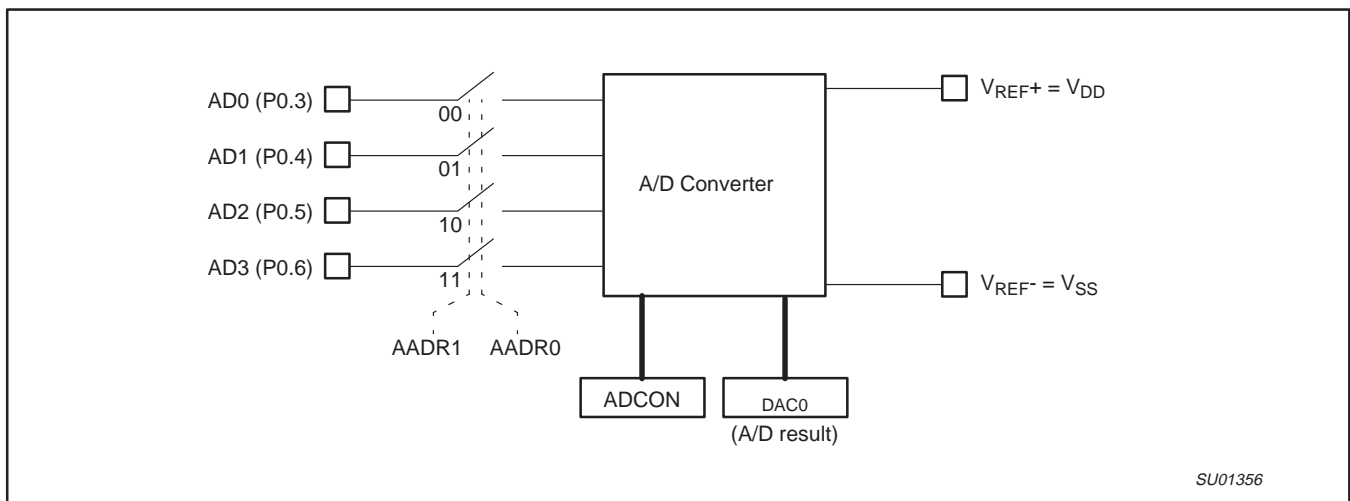 AD0 (P0.3)
00
AD1 (P0.4)
01
AD2 (P0.5)
10
AD3 (P0.6)
11
AADR1 AADR0
A/D Converter
VREF+ = VDD
VREF- = VSS
ADCON
DAC0
(A/D result)
SU01356